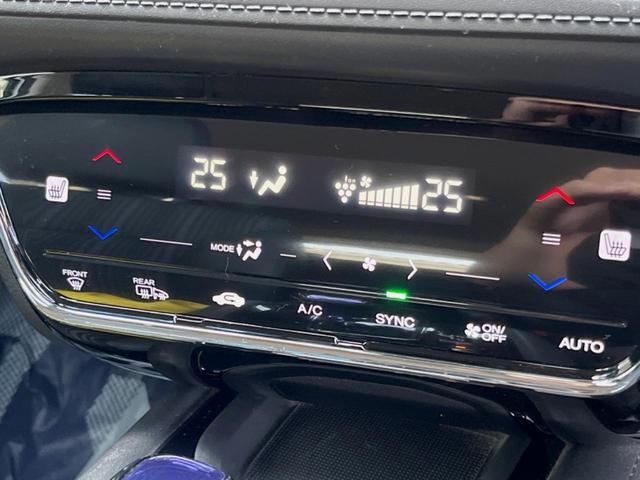 25 25
MODE
FRONT REAR A/C SYNC ON/OFF AUTO